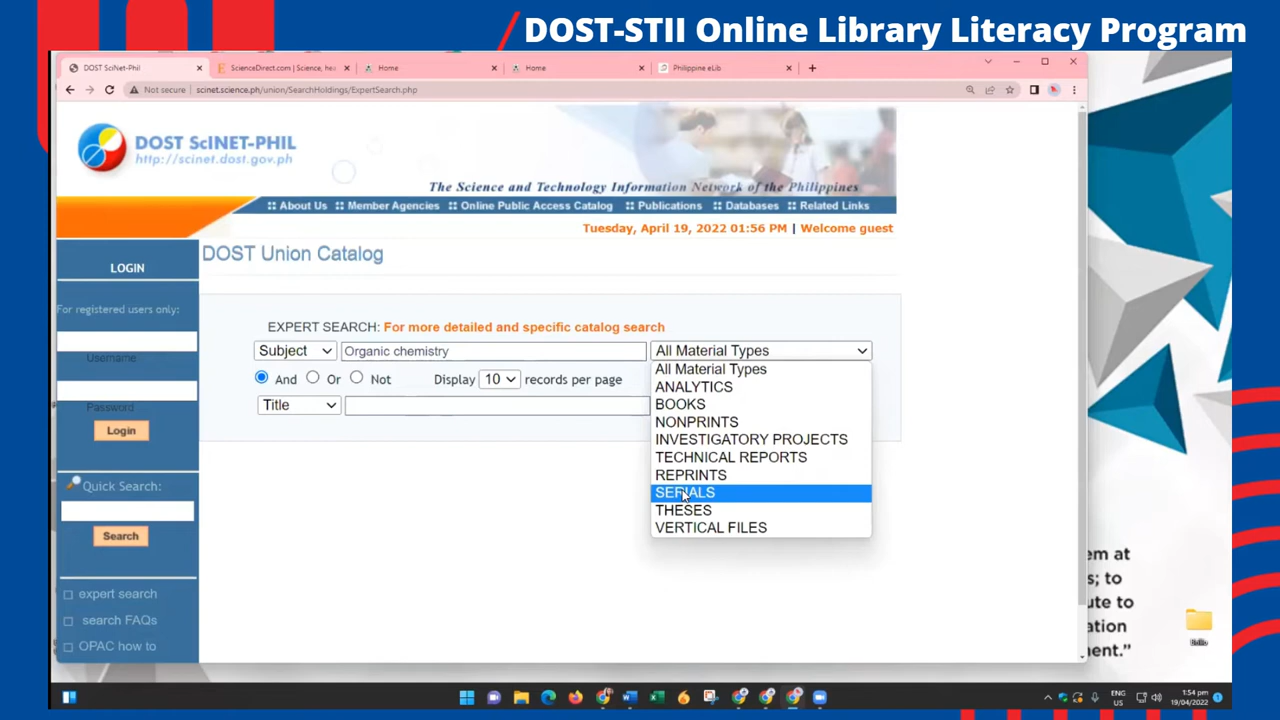 DOST-STII Online Library Literacy Program
DOST SciNet-Phil
ScienceDirect.com | Science, hea
Home
Home
Philippine eLib
Not secure scinet.science.ph/union/SearchHoldings/ExpertSearch.php
DOST ScINET-PHIL
http://scinet.dost.gov.ph
The Science and Technology Information Network of the Philippines
:: About Us :: Member Agencies :: Online Public Access Catalog :: Publications :: Databases :: Related Links
Tuesday, April 19, 2022 01:56 PM | Welcome guest
DOST Union Catalog
LOGIN
For registered users only:
Username
Password
Login
Quick Search:
Search
expert search
search FAQs
OPAC how to
EXPERT SEARCH: For more detailed and specific catalog search
Subject Organic chemistry All Material Types
And Or Not Display 10 records per page
Title
All Material Types
ANALYTICS
BOOKS
NONPRINTS
INVESTIGATORY PROJECTS
TECHNICAL REPORTS
REPRINTS
SERIALS
THESES
VERTICAL FILES
em at
s; to
ute to
ation
ent.”
ENG
US
1:54 pm
19/04/2022